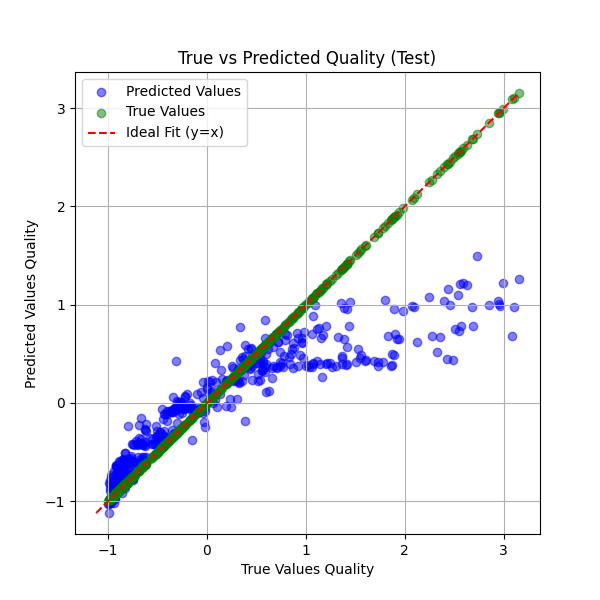 True vs Predicted Quality (Test)
Predicted Values
True Values
Ideal Fit (y=x)
Predicted Values Quality
3
2
1
0
−1
−1 0 1 2 3
True Values Quality